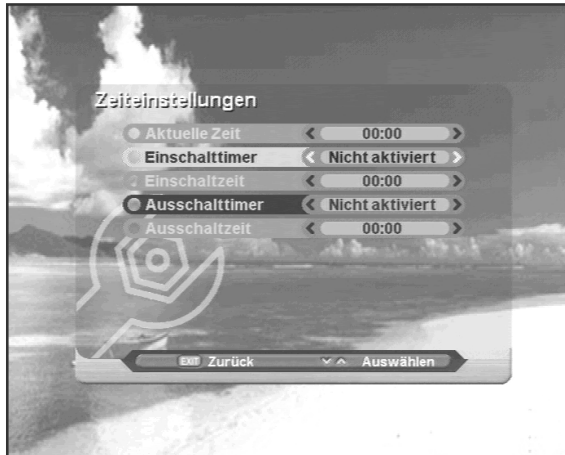 Zeiteinstellungen
Aktuelle Zeit 00:00
Einschalttimer Nicht aktiviert
Einschaltzeit 00:00
Ausschalttimer Nicht aktiviert
Ausschaltzeit 00:00
EXIT Zurück Auswählen